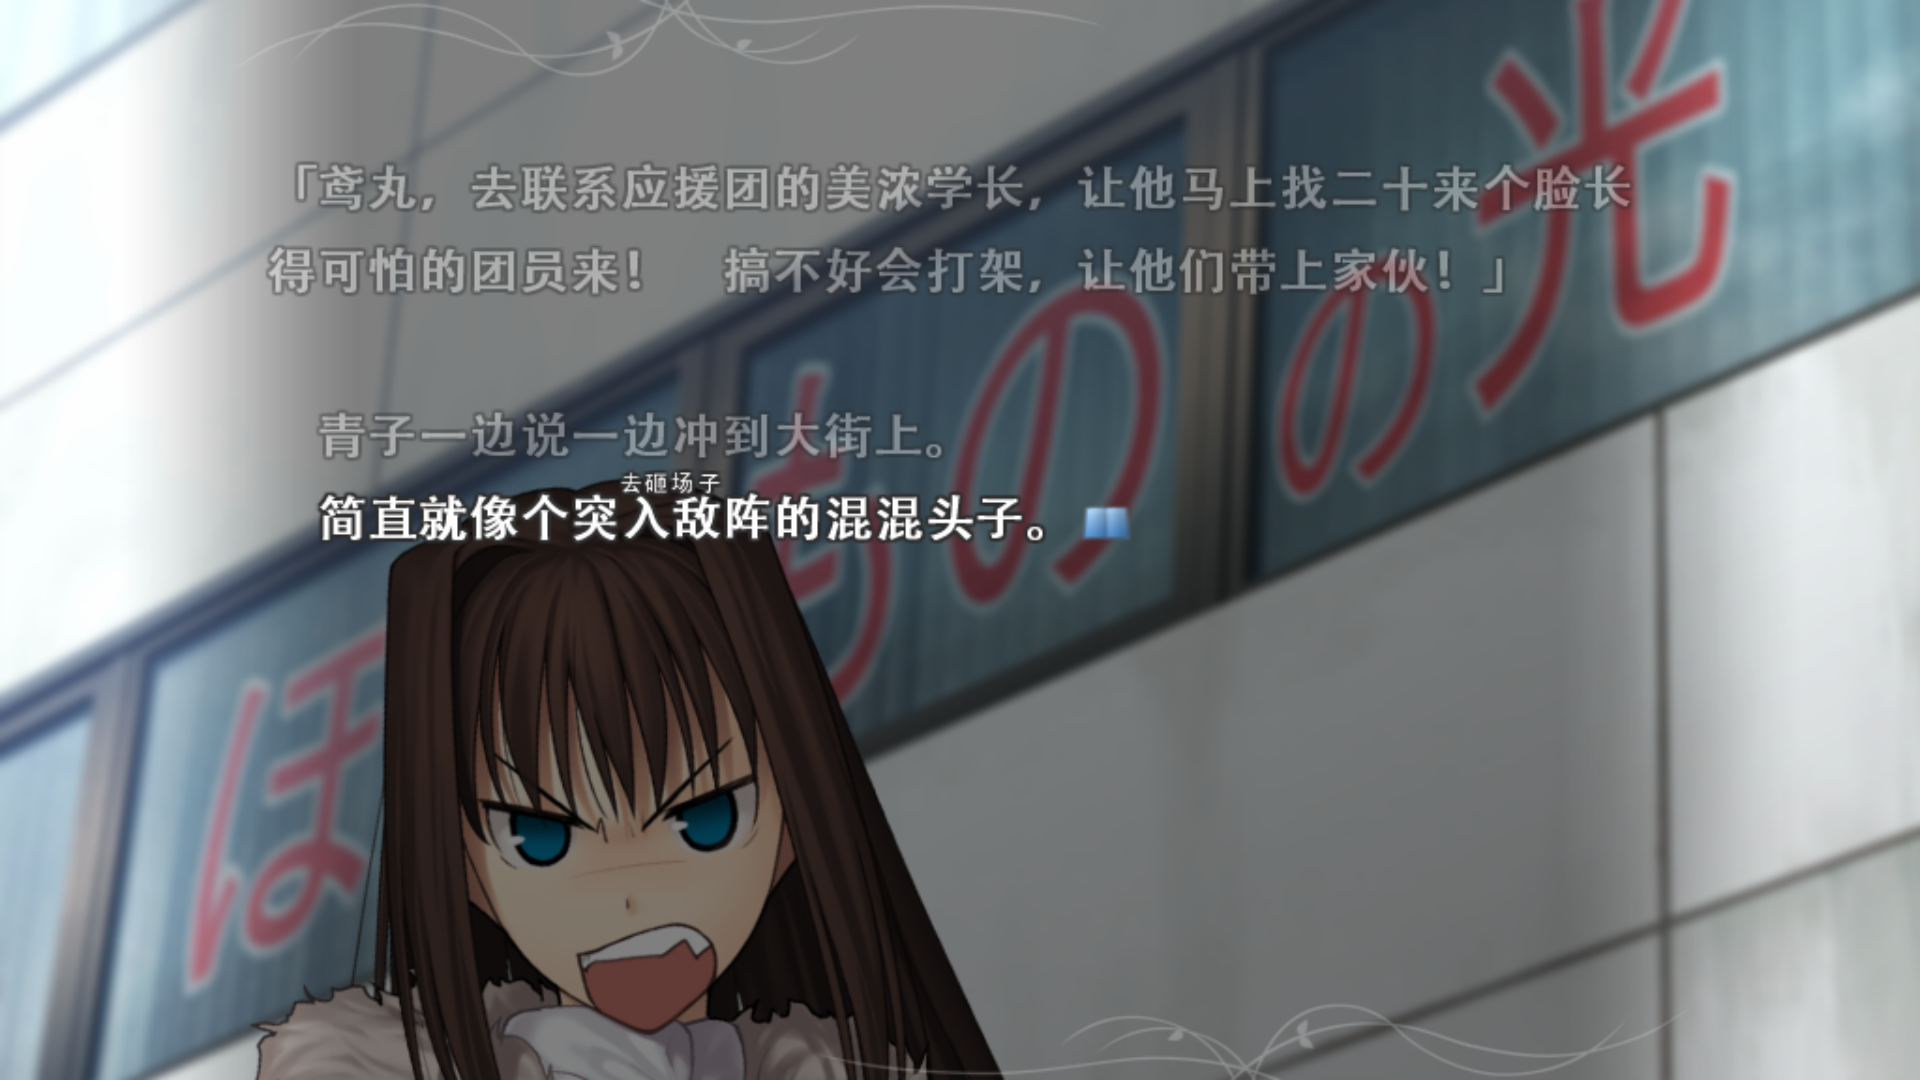 「鸢丸，去联系应援团的美浓学长，让他马上找二十来个脸长
得可怕的团员来！　搞不好会打架，让他们带上家伙！」
青子一边说一边冲到大街上。
去砸场子
简直就像个突入敌阵的混混头子。
ほ
ものの光